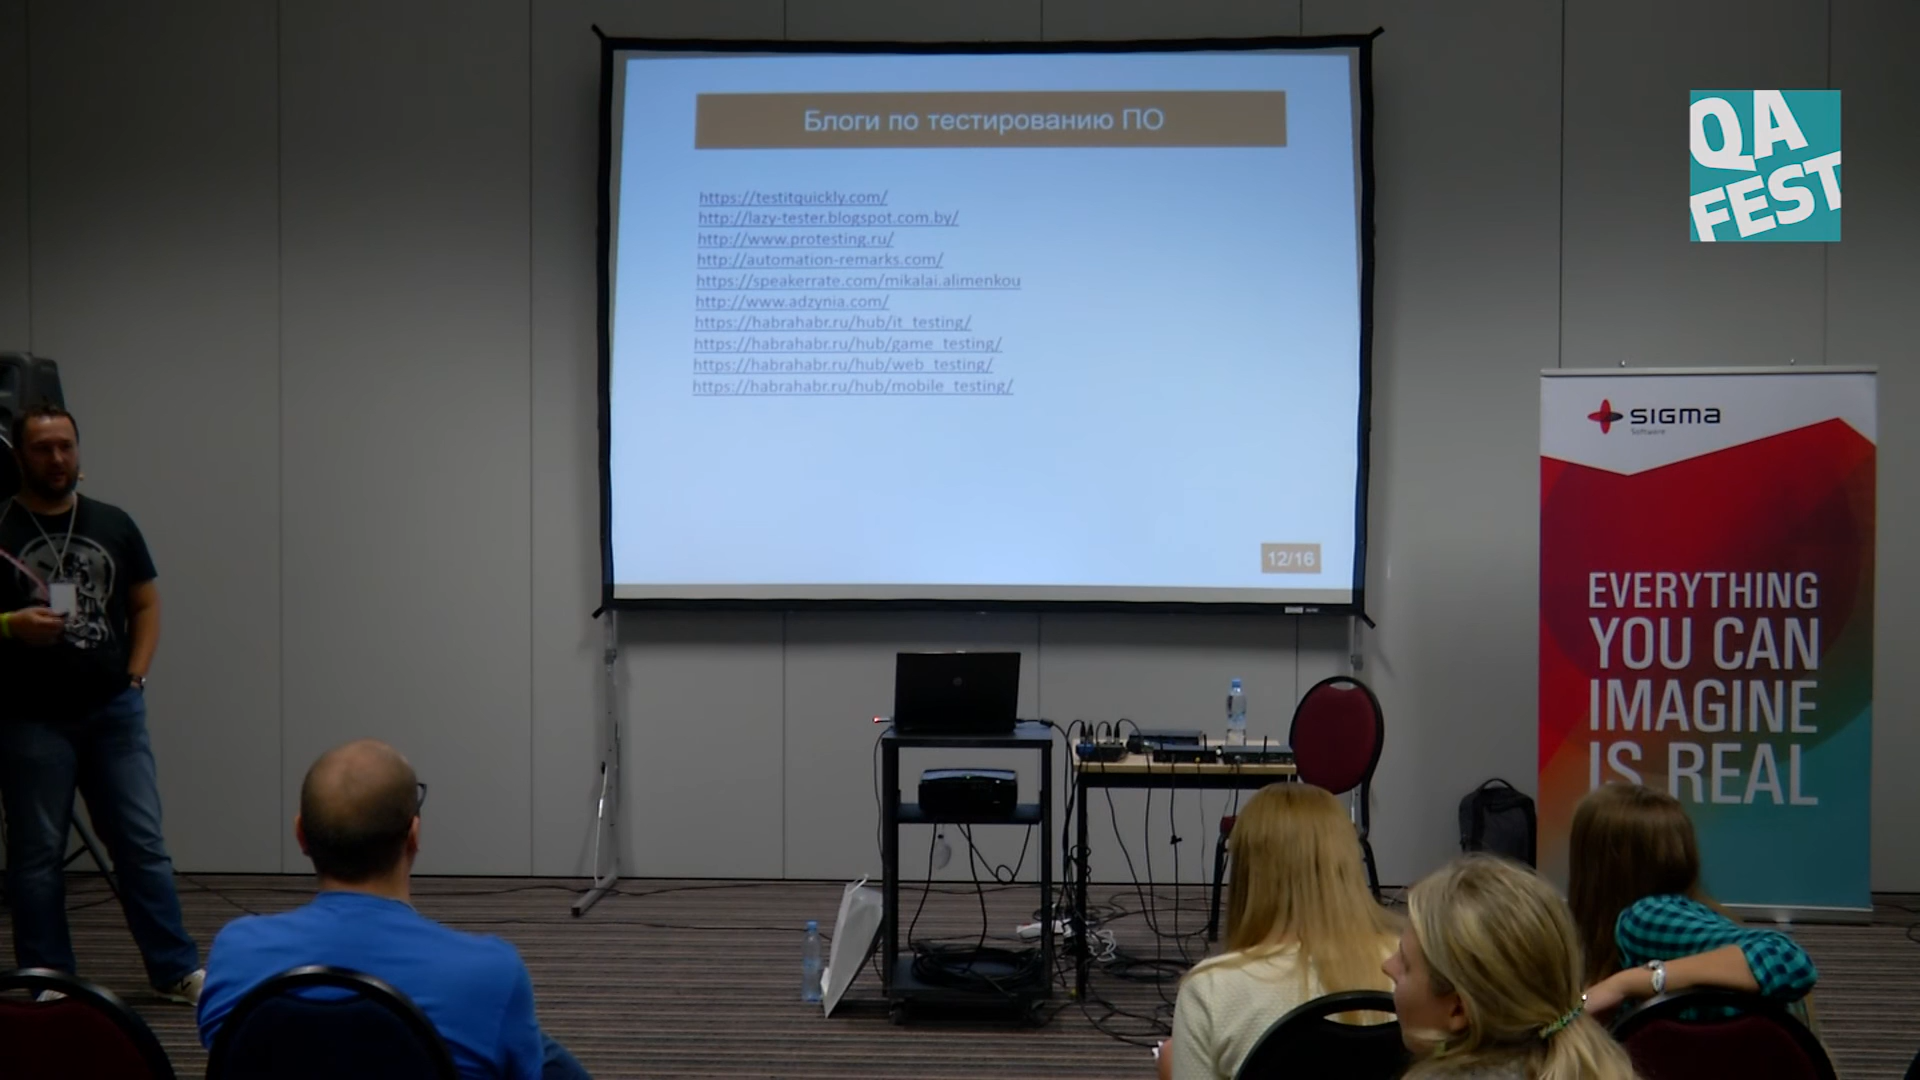 Блоги по тестированию ПО
https://testitquickly.com/
http://lazy-tester.blogspot.com.by/
http://www.protesting.ru/
http://automation-remarks.com/
https://speakerrate.com/mikalai.alimenkou
http://www.adzynia.com/
https://habrahabr.ru/hub/it_testing/
https://habrahabr.ru/hub/game_testing/
https://habrahabr.ru/hub/web_testing/
https://habrahabr.ru/hub/mobile_testing/
12/16
QA
FEST
sigma
Software
EVERYTHING
YOU CAN
IMAGINE
IS REAL